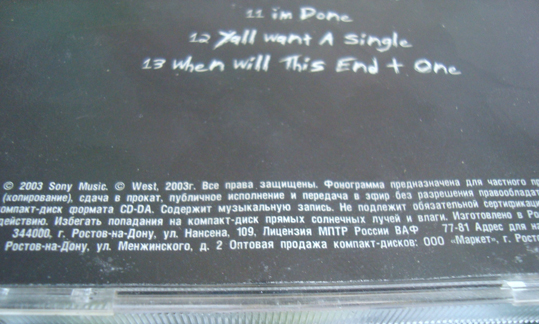 11 im Done
12 Yall want A Single
13 when will This End + One
© 2003 Sony Music. © West, 2003г. Все права защищены. Фонограмма предназначена для частного
(копирование), сдача в прокат, публичное исполнение и передача в эфир без разрешения
компакт-диск формата CD-DA. Содержит музыкальную запись. Не подлежит обязательной
действию. Избегать попадания на компакт-диск прямых солнечных лучей и влаги. Изготовлено в
344000, г. Ростов-на-Дону, ул. Нансена, 109, Лицензия МПТР России ВАФ 77-81 Адрес для
Ростов-на-Дону, ул. Менжинского, д. 2 Оптовая продажа компакт-дисков: ООО «Маркет», г.